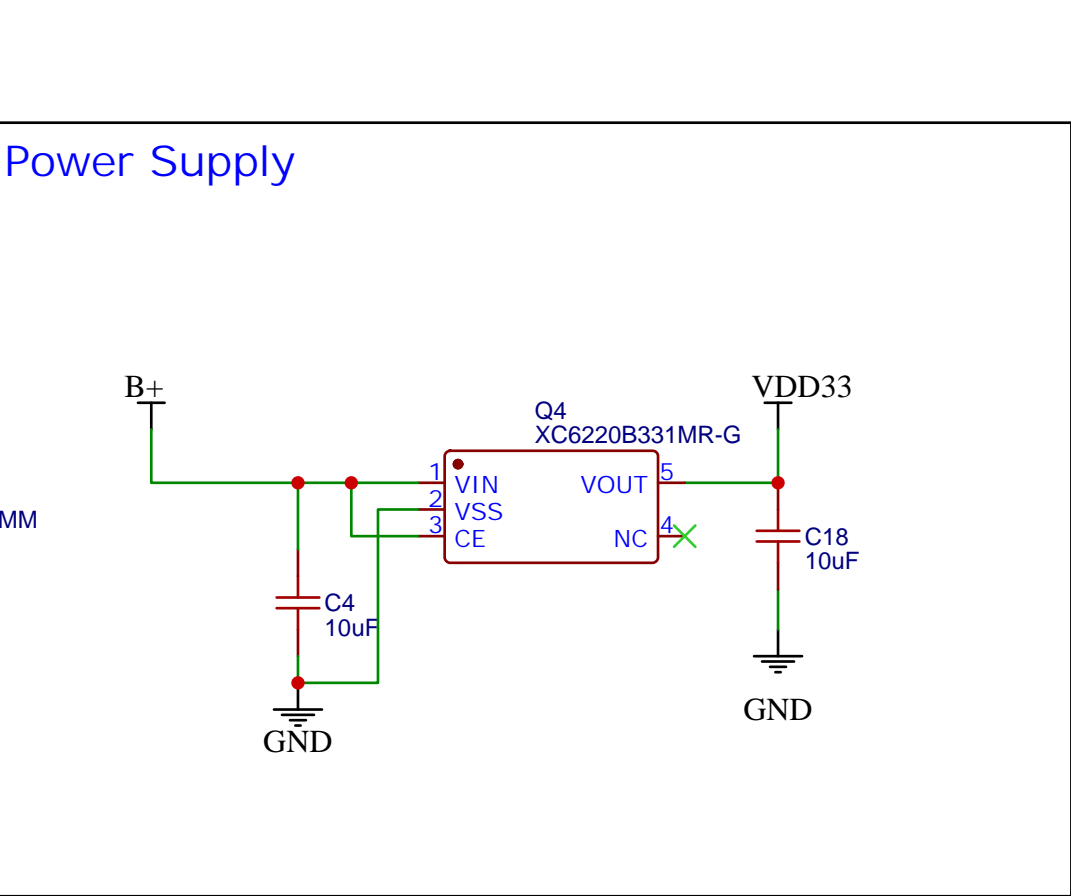 Power Supply
B+
VDD33
Q4
XC6220B331MR-G
1
VIN
VOUT
5
2
VSS
3
CE
NC
4
MM
C18
10uF
C4
10uF
GND
GND